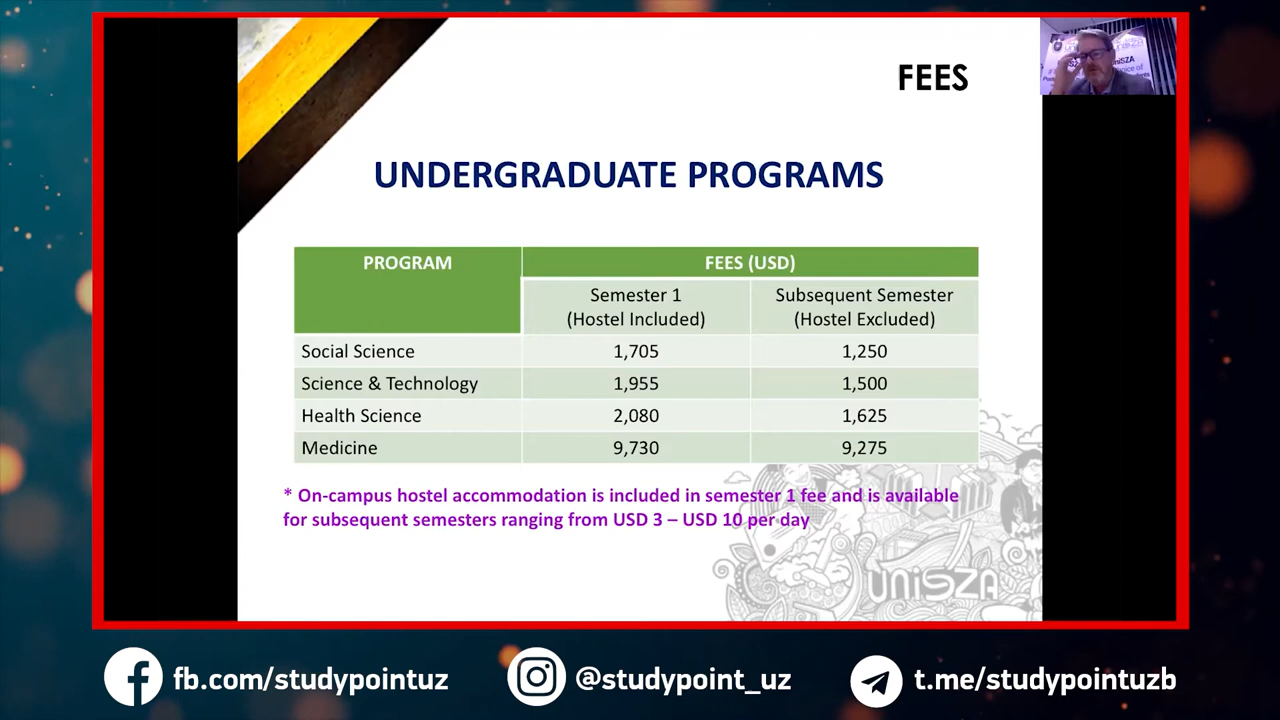 FEES
UniSZA
UNDERGRADUATE PROGRAMS
PROGRAM
FEES (USD)
Semester 1
(Hostel Included)
Subsequent Semester
(Hostel Excluded)
Social Science
1,705
1,250
Science & Technology
1,955
1,500
Health Science
2,080
1,625
Medicine
9,730
9,275
* On-campus hostel accommodation is included in semester 1 fee and is available
for subsequent semesters ranging from USD 3 – USD 10 per day
UNiSZA
fb.com/studypointuz
@studypoint_uz
t.me/studypointuzb